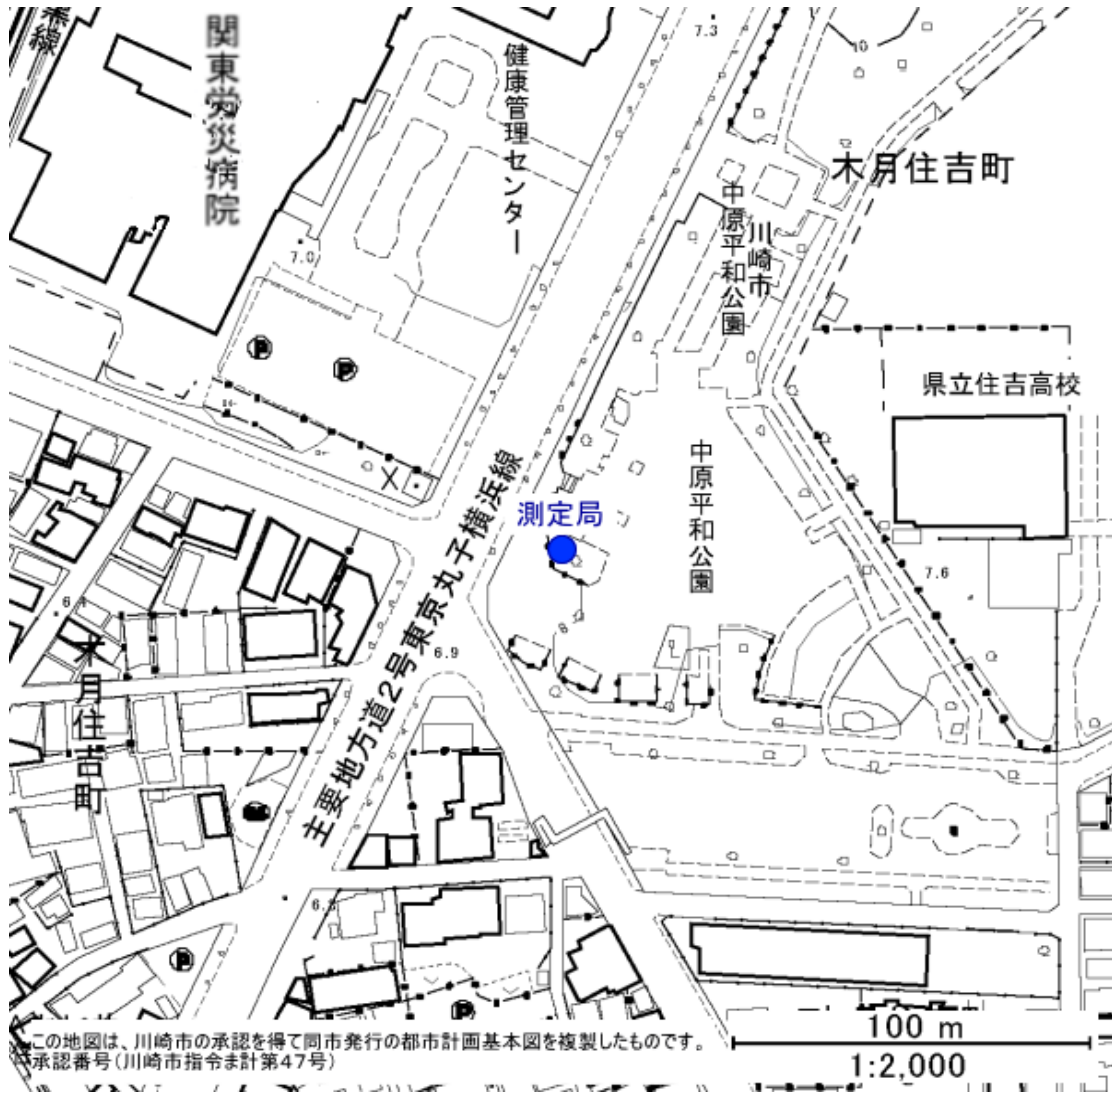 関東労災病院
健康管理センター
7.3
10
木月住吉町
川崎市
中原平和公園
7.0
P
P
県立住吉高校
主要地方道2号東京丸子横浜線
測定局
中原平和公園
7.6
6.9
木月住吉町
6.3
P
P
100 m
1:2,000
この地図は、川崎市の承認を得て同市発行の都市計画基本図を複製したものです。
承認番号(川崎市指令ま計第47号)